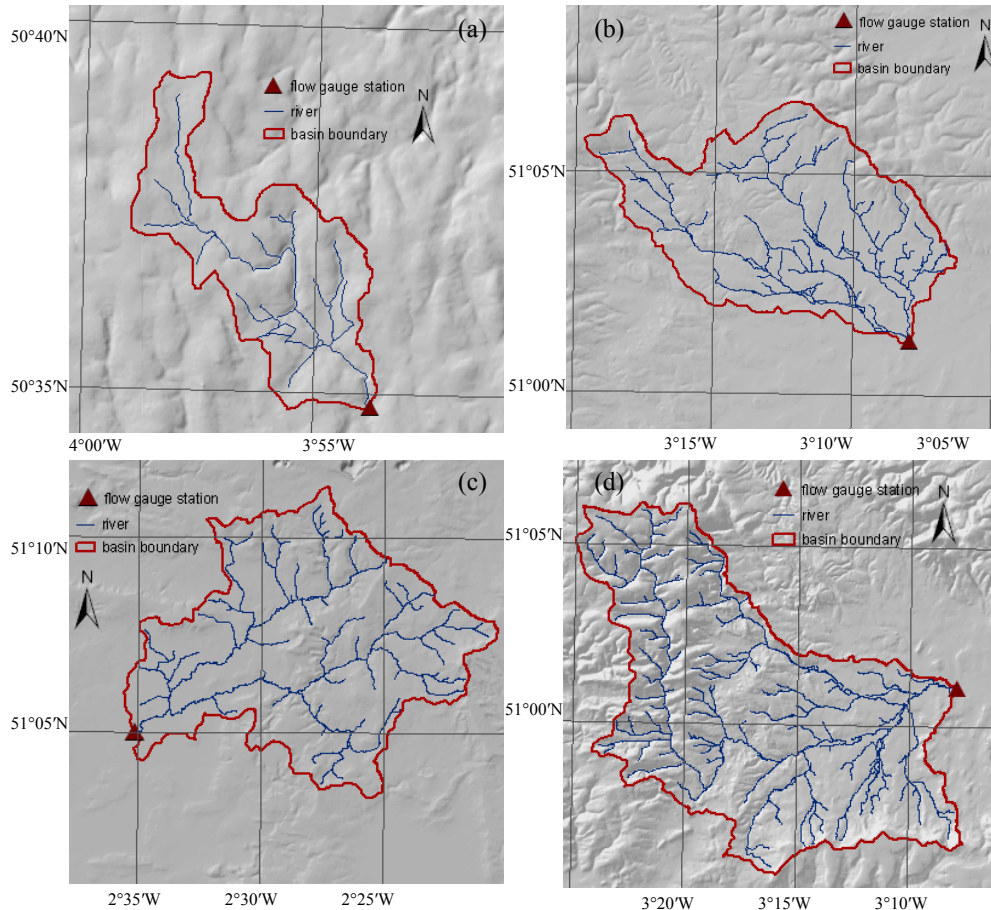 50°40′N
(a)
N
flow gauge station
river
basin boundary
50°35′N
4°00′W
3°55′W
(b)
N
flow gauge station
river
basin boundary
51°05′N
51°00′N
3°15′W
3°10′W
3°05′W
(c)
flow gauge station
river
basin boundary
N
51°10′N
51°05′N
2°35′W
2°30′W
2°25′W
(d)
N
flow gauge station
river
basin boundary
51°05′N
51°00′N
3°20′W
3°15′W
3°10′W